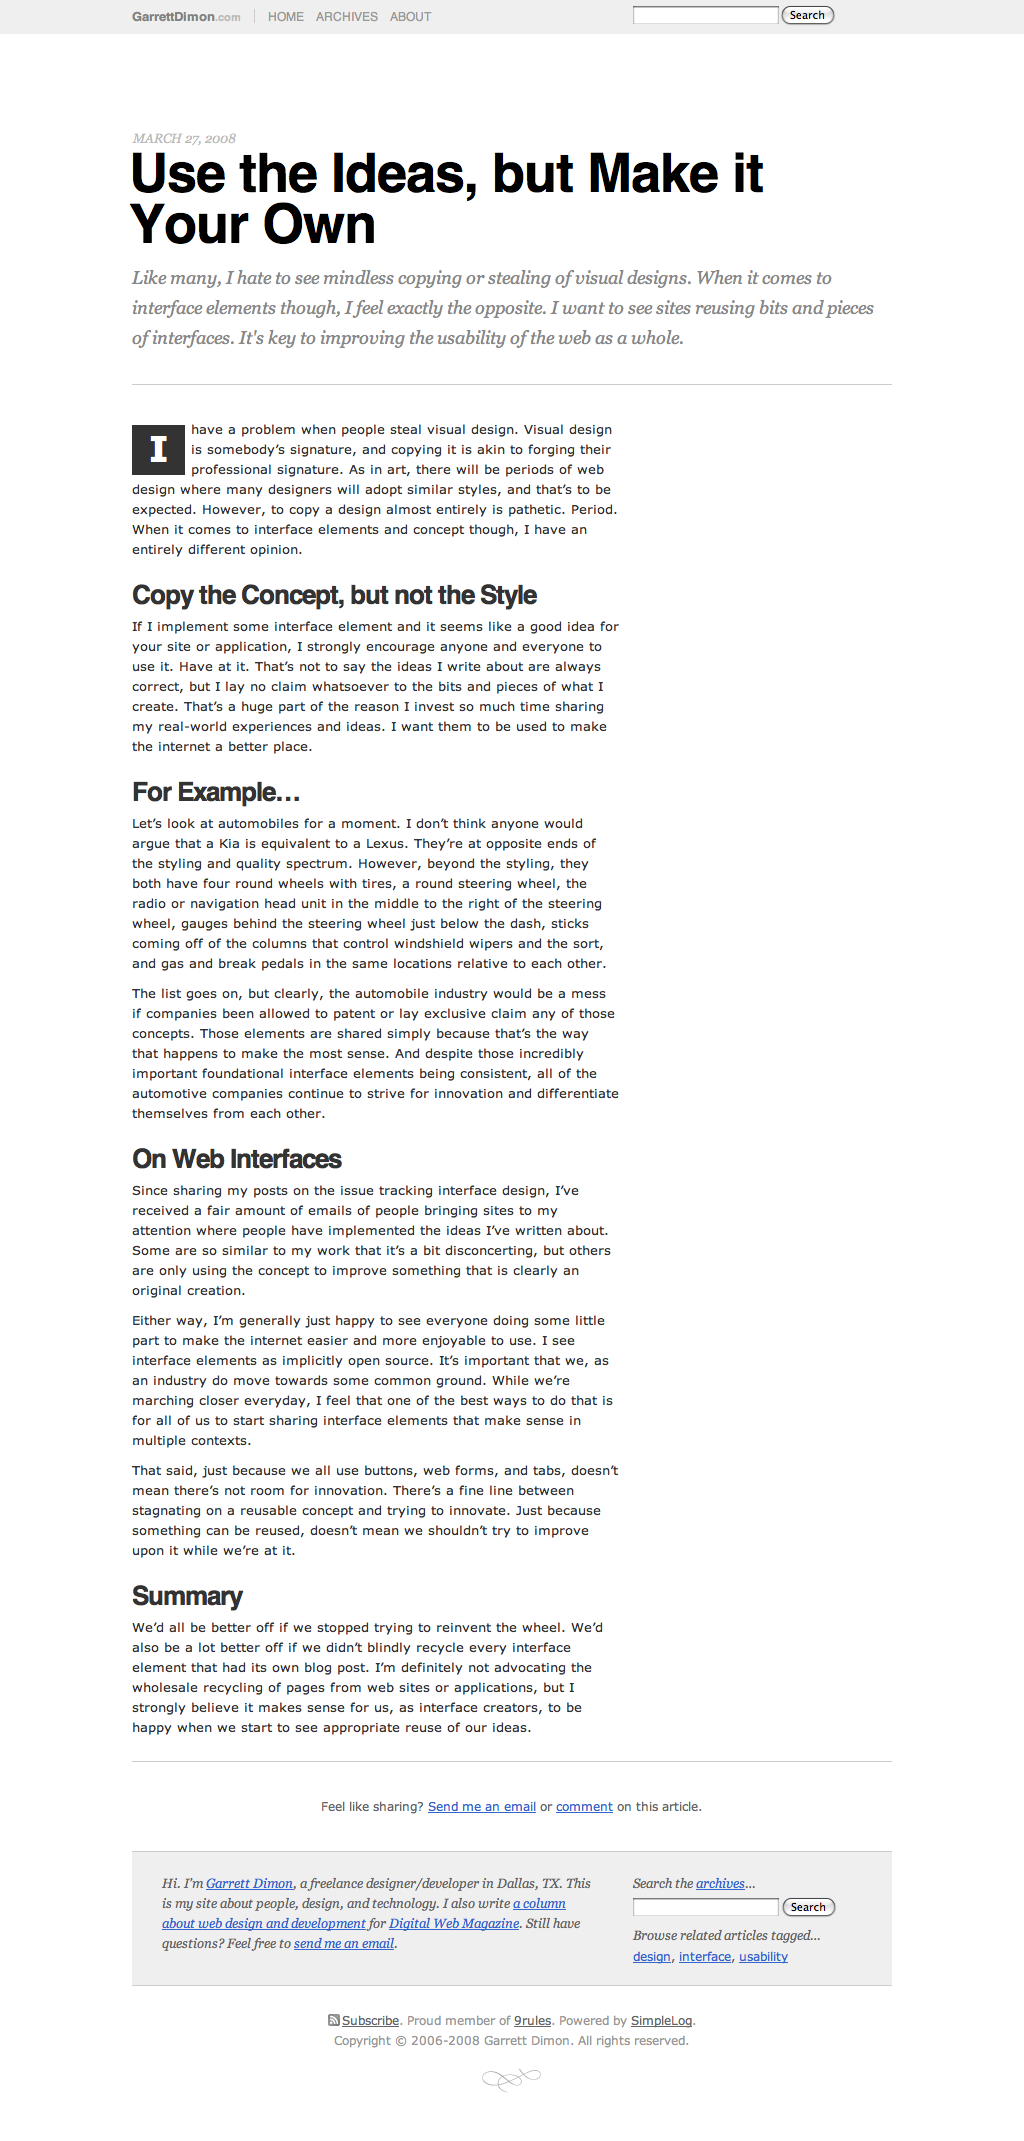 GarrettDimon.com HOME ARCHIVES ABOUT Search
MARCH 27, 2008
Use the Ideas, but Make it
Your Own
Like many, I hate to see mindless copying or stealing of visual designs. When it comes to
interface elements though, I feel exactly the opposite. I want to see sites reusing bits and pieces
of interfaces. It's key to improving the usability of the web as a whole.
I have a problem when people steal visual design. Visual design
is somebody’s signature, and copying it is akin to forging their
professional signature. As in art, there will be periods of web
design where many designers will adopt similar styles, and that’s to be
expected. However, to copy a design almost entirely is pathetic. Period.
When it comes to interface elements and concept though, I have an
entirely different opinion.
Copy the Concept, but not the Style
If I implement some interface element and it seems like a good idea for
your site or application, I strongly encourage anyone and everyone to
use it. Have at it. That’s not to say the ideas I write about are always
correct, but I lay no claim whatsoever to the bits and pieces of what I
create. That’s a huge part of the reason I invest so much time sharing
my real-world experiences and ideas. I want them to be used to make
the internet a better place.
For Example…
Let’s look at automobiles for a moment. I don’t think anyone would
argue that a Kia is equivalent to a Lexus. They’re at opposite ends of
the styling and quality spectrum. However, beyond the styling, they
both have four round wheels with tires, a round steering wheel, the
radio or navigation head unit in the middle to the right of the steering
wheel, gauges behind the steering wheel just below the dash, sticks
coming off of the columns that control windshield wipers and the sort,
and gas and break pedals in the same locations relative to each other.
The list goes on, but clearly, the automobile industry would be a mess
if companies been allowed to patent or lay exclusive claim any of those
concepts. Those elements are shared simply because that’s the way
that happens to make the most sense. And despite those incredibly
important foundational interface elements being consistent, all of the
automotive companies continue to strive for innovation and differentiate
themselves from each other.
On Web Interfaces
Since sharing my posts on the issue tracking interface design, I’ve
received a fair amount of emails of people bringing sites to my
attention where people have implemented the ideas I’ve written about.
Some are so similar to my work that it’s a bit disconcerting, but others
are only using the concept to improve something that is clearly an
original creation.
Either way, I’m generally just happy to see everyone doing some little
part to make the internet easier and more enjoyable to use. I see
interface elements as implicitly open source. It’s important that we, as
an industry do move towards some common ground. While we’re
marching closer everyday, I feel that one of the best ways to do that is
for all of us to start sharing interface elements that make sense in
multiple contexts.
That said, just because we all use buttons, web forms, and tabs, doesn’t
mean there’s not room for innovation. There’s a fine line between
stagnating on a reusable concept and trying to innovate. Just because
something can be reused, doesn’t mean we shouldn’t try to improve
upon it while we’re at it.
Summary
We’d all be better off if we stopped trying to reinvent the wheel. We’d
also be a lot better off if we didn’t blindly recycle every interface
element that had its own blog post. I’m definitely not advocating the
wholesale recycling of pages from web sites or applications, but I
strongly believe it makes sense for us, as interface creators, to be
happy when we start to see appropriate reuse of our ideas.
Feel like sharing? Send me an email or comment on this article.
Hi. I'm Garrett Dimon, a freelance designer/developer in Dallas, TX. This
is my site about people, design, and technology. I also write a column
about web design and development for Digital Web Magazine. Still have
questions? Feel free to send me an email.
Search the archives...
Search
Browse related articles tagged...
design, interface, usability
Subscribe. Proud member of 9rules. Powered by SimpleLog.
Copyright © 2006-2008 Garrett Dimon. All rights reserved.